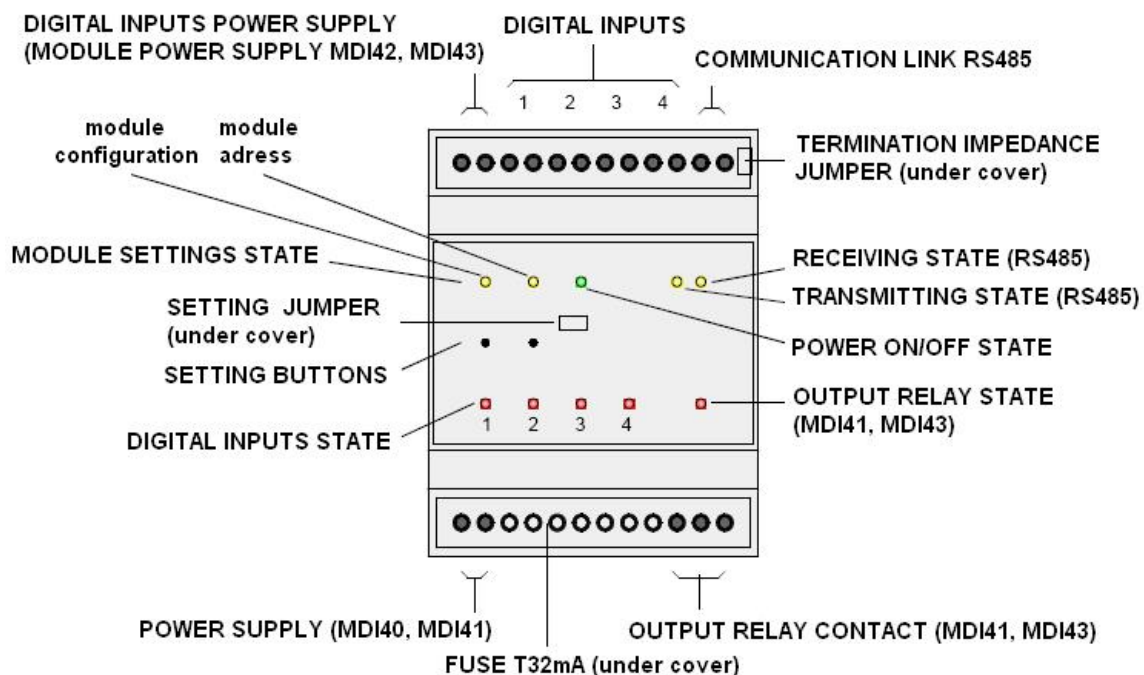 DIGITAL INPUTS POWER SUPPLY
(MODULE POWER SUPPLY MDI42, MDI43)
DIGITAL INPUTS
1 2 3 4
COMMUNICATION LINK RS485
module
configuration
module
adress
TERMINATION IMPEDANCE
JUMPER (under cover)
MODULE SETTINGS STATE
RECEIVING STATE (RS485)
TRANSMITTING STATE (RS485)
SETTING JUMPER
(under cover)
POWER ON/OFF STATE
SETTING BUTTONS
OUTPUT RELAY STATE
(MDI41, MDI43)
1 2 3 4
DIGITAL INPUTS STATE
POWER SUPPLY (MDI40, MDI41)
OUTPUT RELAY CONTACT (MDI41, MDI43)
FUSE T32mA (under cover)